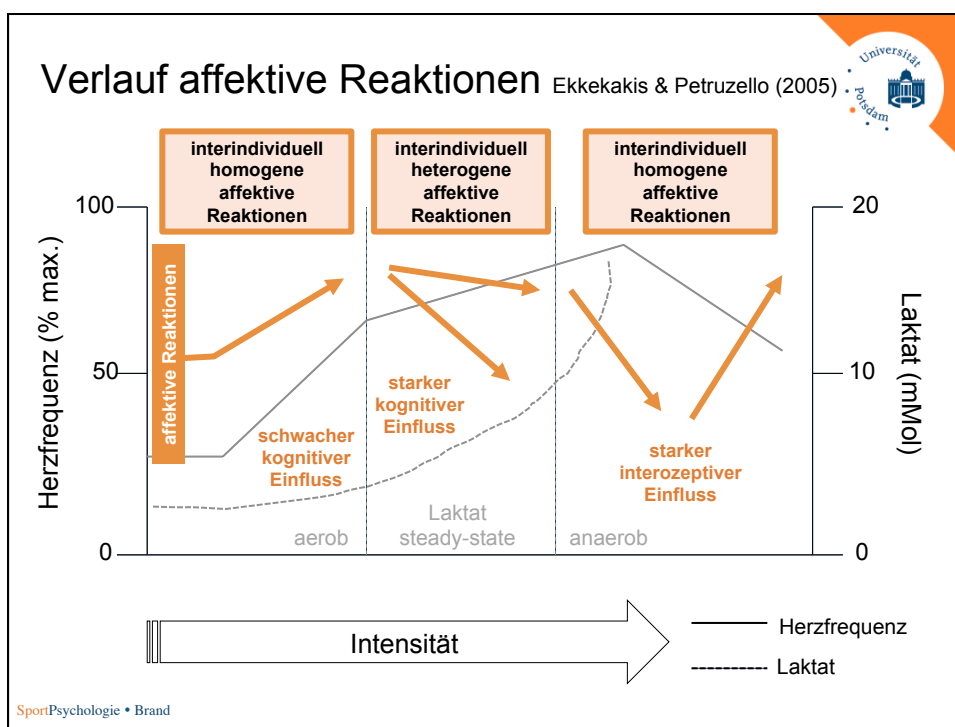 Verlauf affektive Reaktionen Ekkekakis & Petruzello (2005)
Universität
Potsdam
interindividuell
homogene
affektive
Reaktionen
interindividuell
heterogene
affektive
Reaktionen
interindividuell
homogene
affektive
Reaktionen
100
50
0
Herzfrequenz (% max.)
affektive Reaktionen
schwacher
kognitiver
Einfluss
starker
kognitiver
Einfluss
starker
interozeptiver
Einfluss
aerob
Laktat
steady-state
anaerob
20
10
0
Laktat (mMol)
Intensität
Herzfrequenz
Laktat
SportPsychologie • Brand